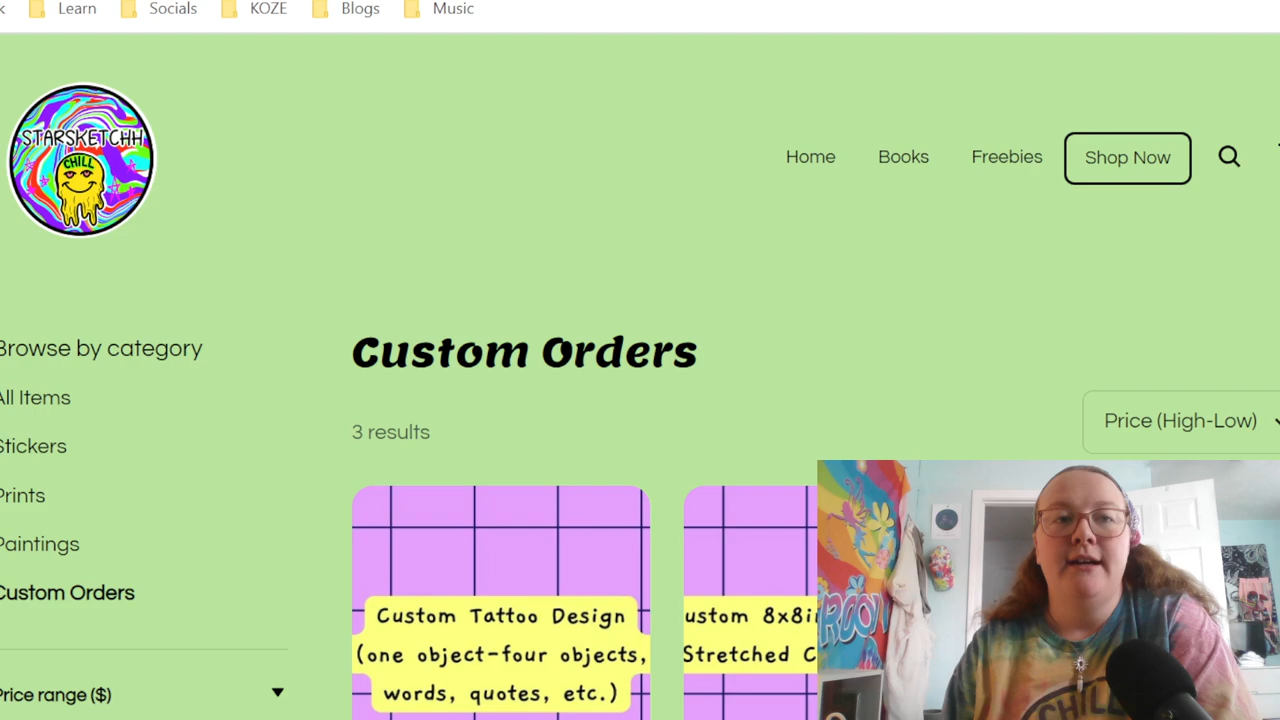 Learn Socials KOZE Blogs Music
STARSKETCHH
CHILL
Home Books Freebies Shop Now
Browse by category
All Items
Stickers
Prints
Paintings
Custom Orders
Price range ($)
Custom Orders
3 results
Price (High-Low)
Custom Tattoo Design
(one object-four objects,
words, quotes, etc.)
ustom 8x8i
Stretched C
ROOM
CHILL